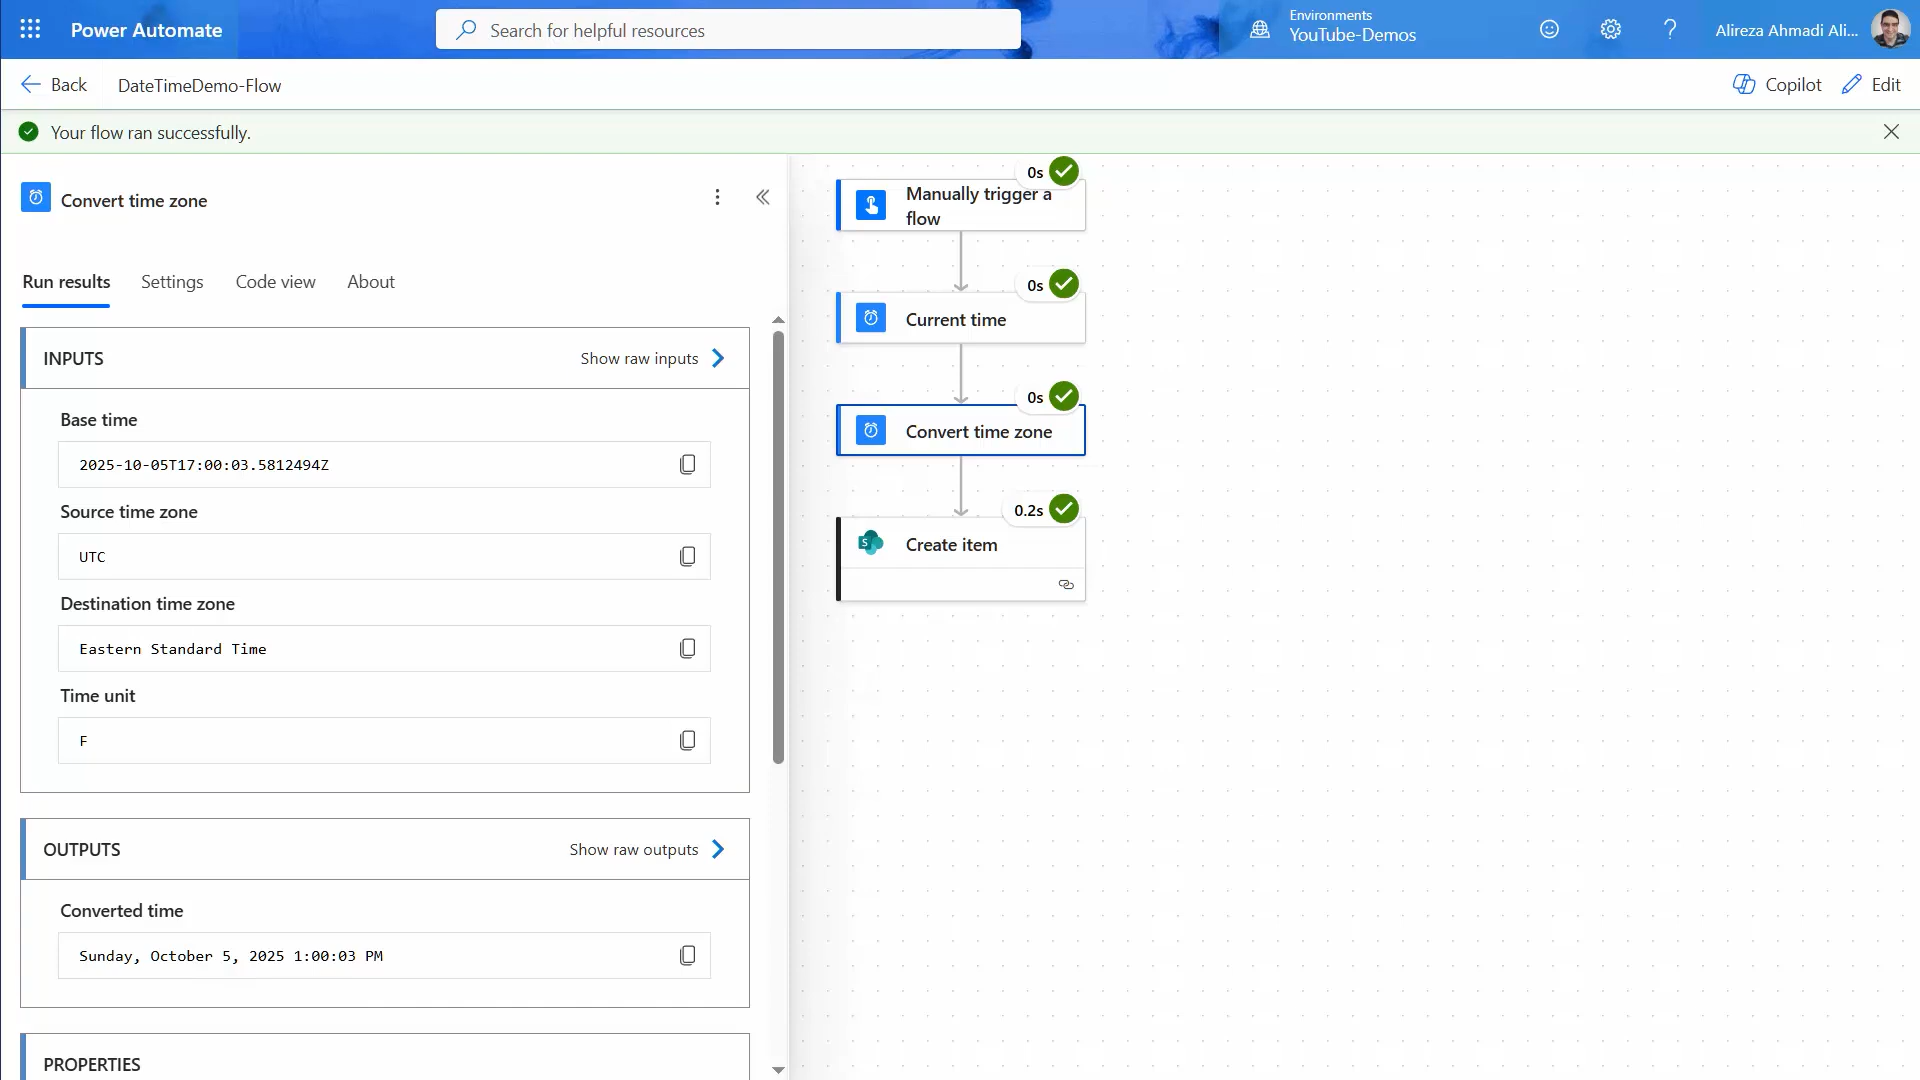 Power Automate
Search for helpful resources
Environments
YouTube-Demos
Alireza Ahmadi Ali...
Back
DateTimeDemo-Flow
Copilot
Edit
Your flow ran successfully.
Convert time zone
Run results
Settings
Code view
About
INPUTS
Show raw inputs
Base time
2025-10-05T17:00:03.5812494Z
Source time zone
UTC
Destination time zone
Eastern Standard Time
Time unit
F
OUTPUTS
Show raw outputs
Converted time
Sunday, October 5, 2025 1:00:03 PM
PROPERTIES
0s
Manually trigger a
flow
0s
Current time
0s
Convert time zone
0.2s
S
Create item